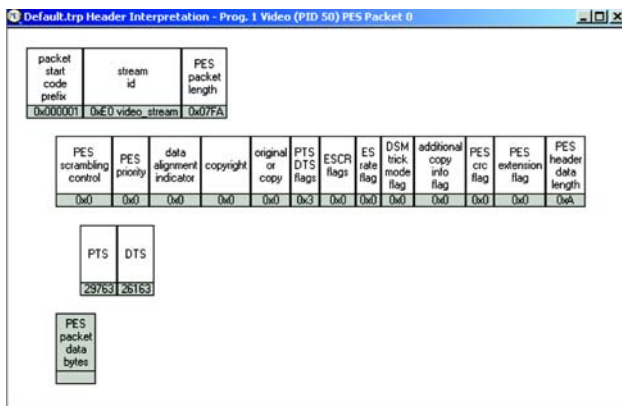 Default.trp Header Interpretation - Prog. 1 Video (PID 50) PES Packet 0
packet start code prefix
stream id
PES packet length
0x000001 0xE0 video_stream 0x07FA
PES scrambling control
PES priority
data alignment indicator
copyright
original or copy
PTS DTS flags
ESCR flags
ES rate flag
DSM trick mode flag
additional copy info flag
PES crc flag
PES extension flag
PES header data length
0x0 0x0 0x0 0x0 0x0 0x3 0x0 0x0 0x0 0x0 0x0 0x0 0xA
PTS DTS
29763 26163
PES
packet
data
bytes